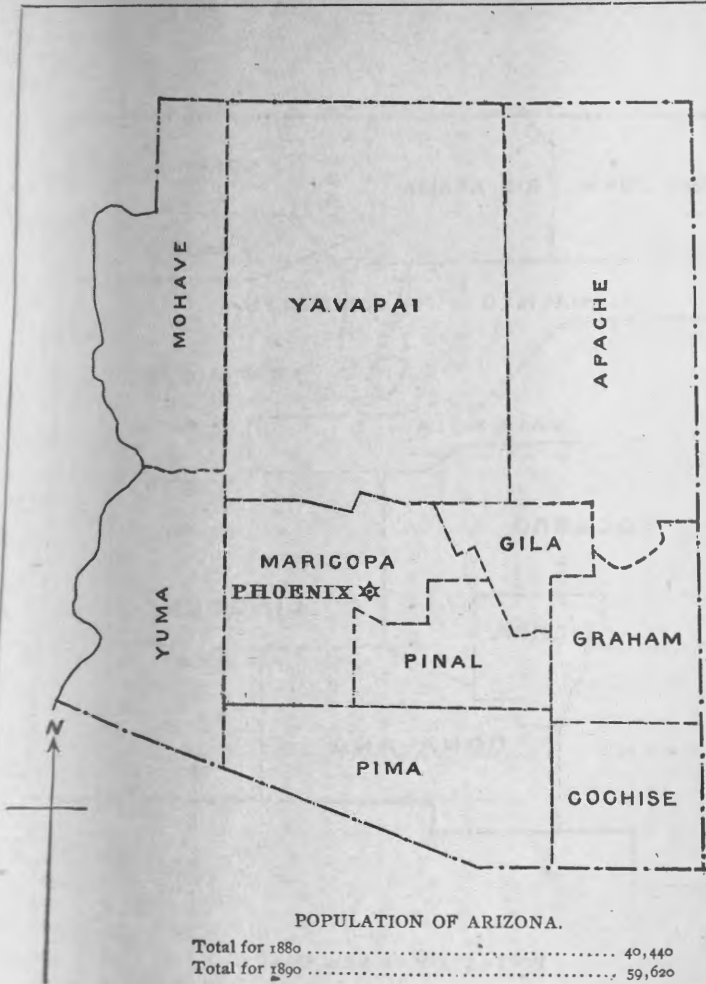 MOHAVE
YAVAPAI
APACHE
GILA
MARICOPA
PHOENIX
YUMA
GRAHAM
PINAL
N
PIMA
COCHISE
POPULATION OF ARIZONA.
Total for 1880 ........................................ 40,440
Total for 1890 ........................................ 59,620